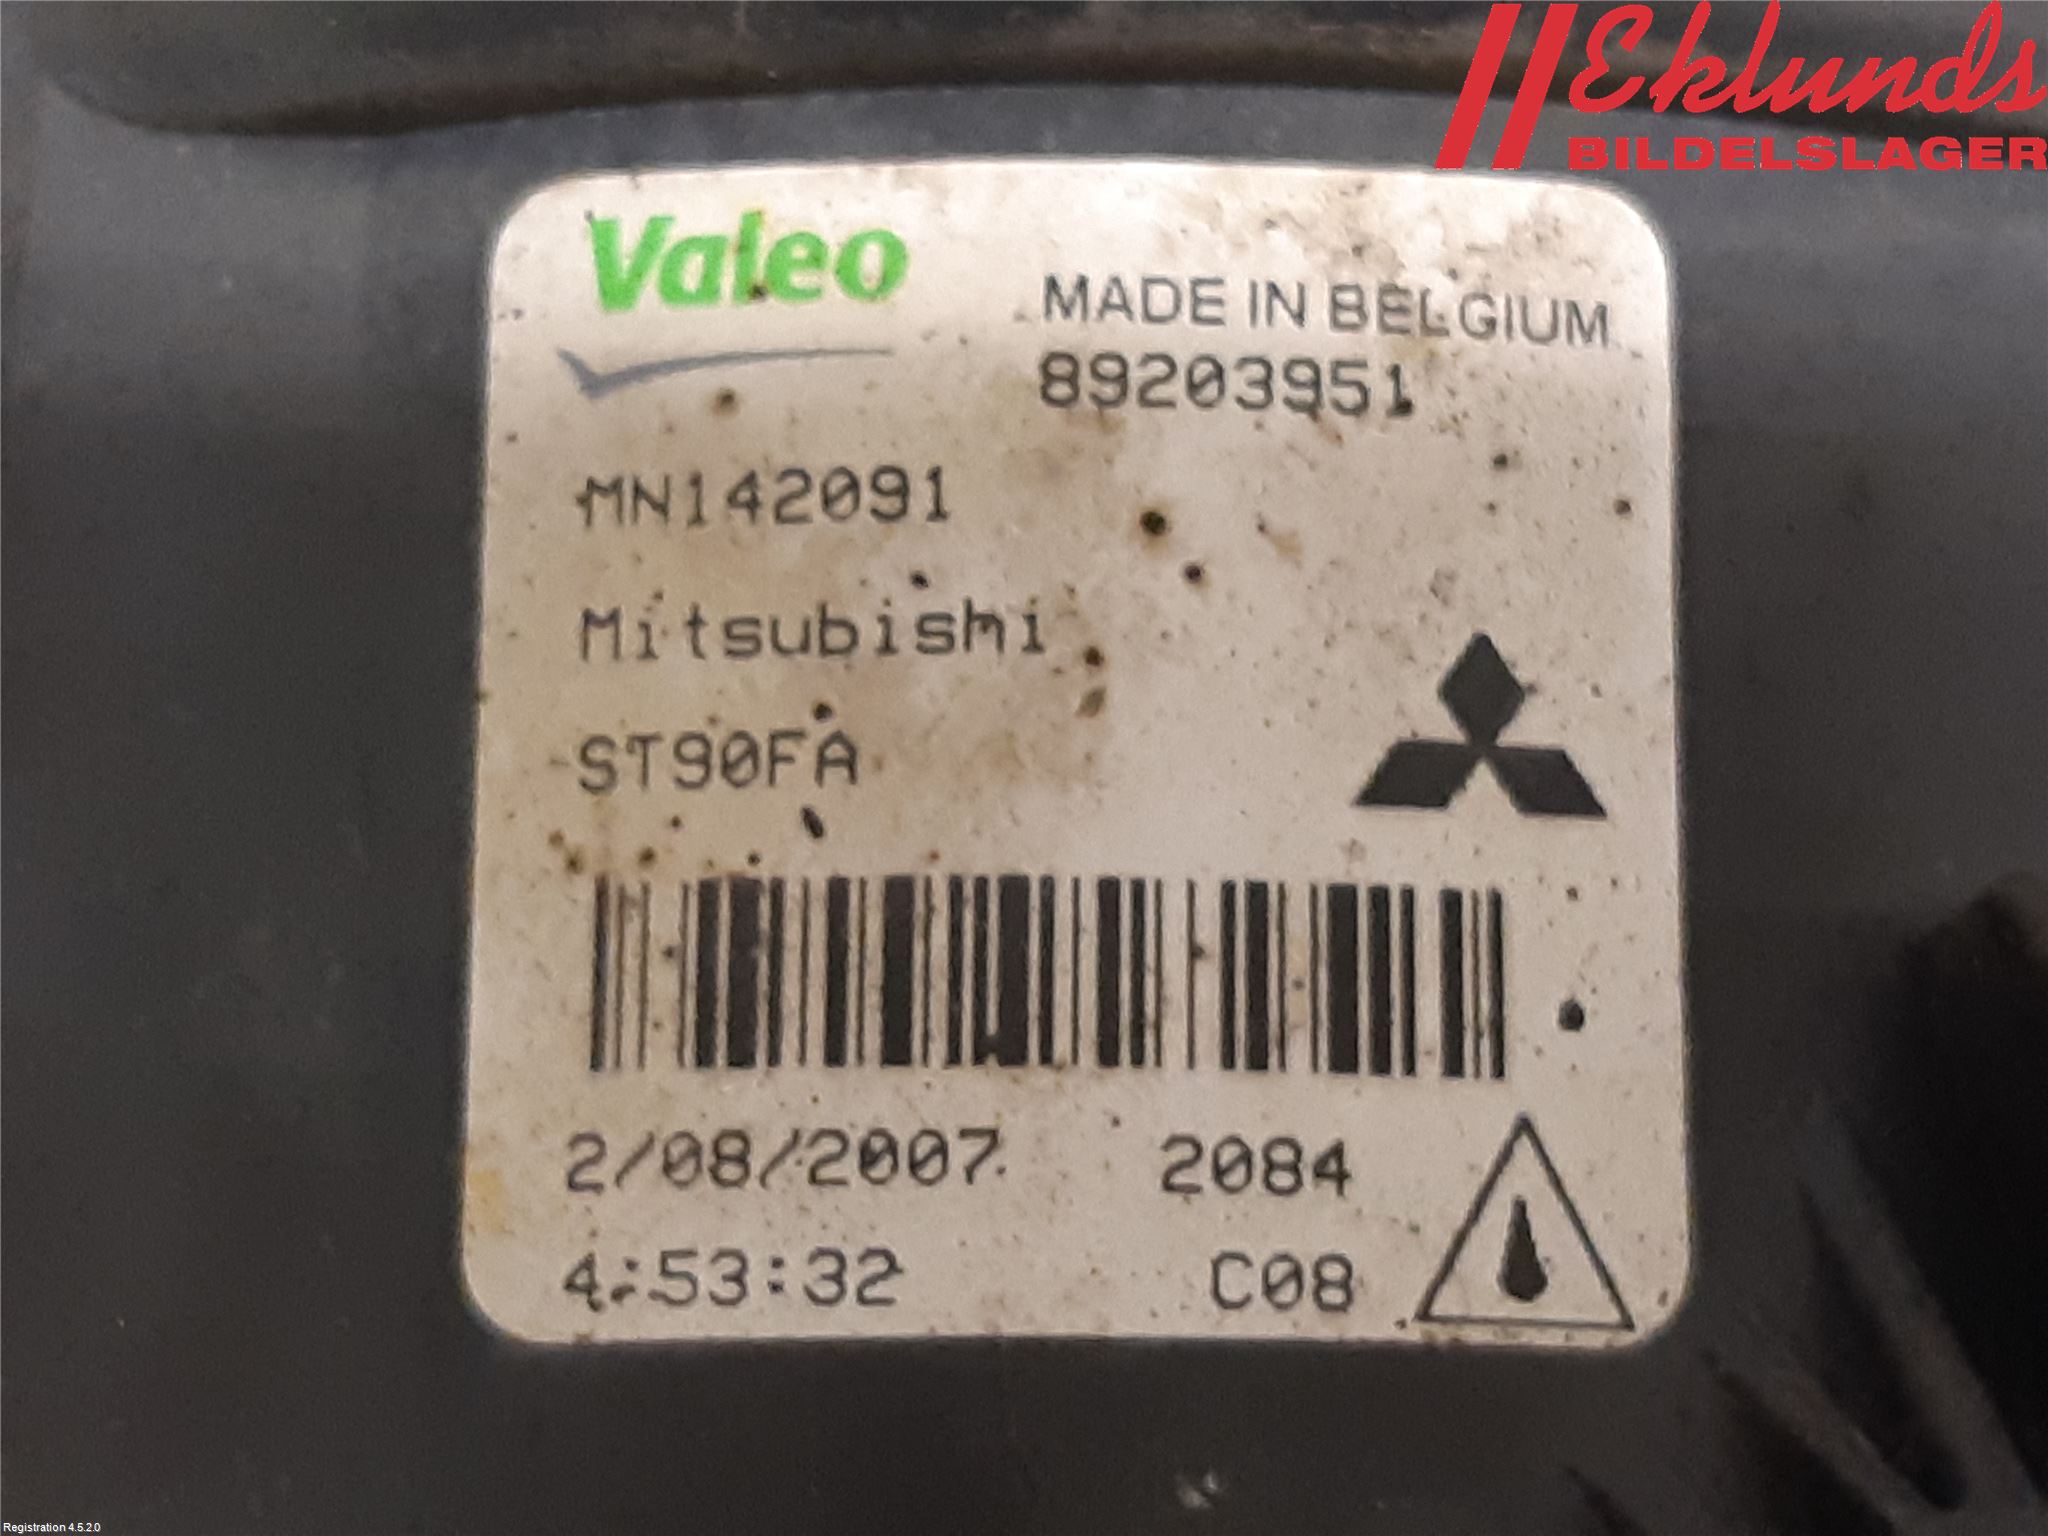 Eklunds
BILDELSLAGER
Valeo
MADE IN BELGIUM
89203951
MN142091
Mitsubishi
ST90FA
2/08/2007 2084
4:53:32 C08
Registration 4.5.2.0